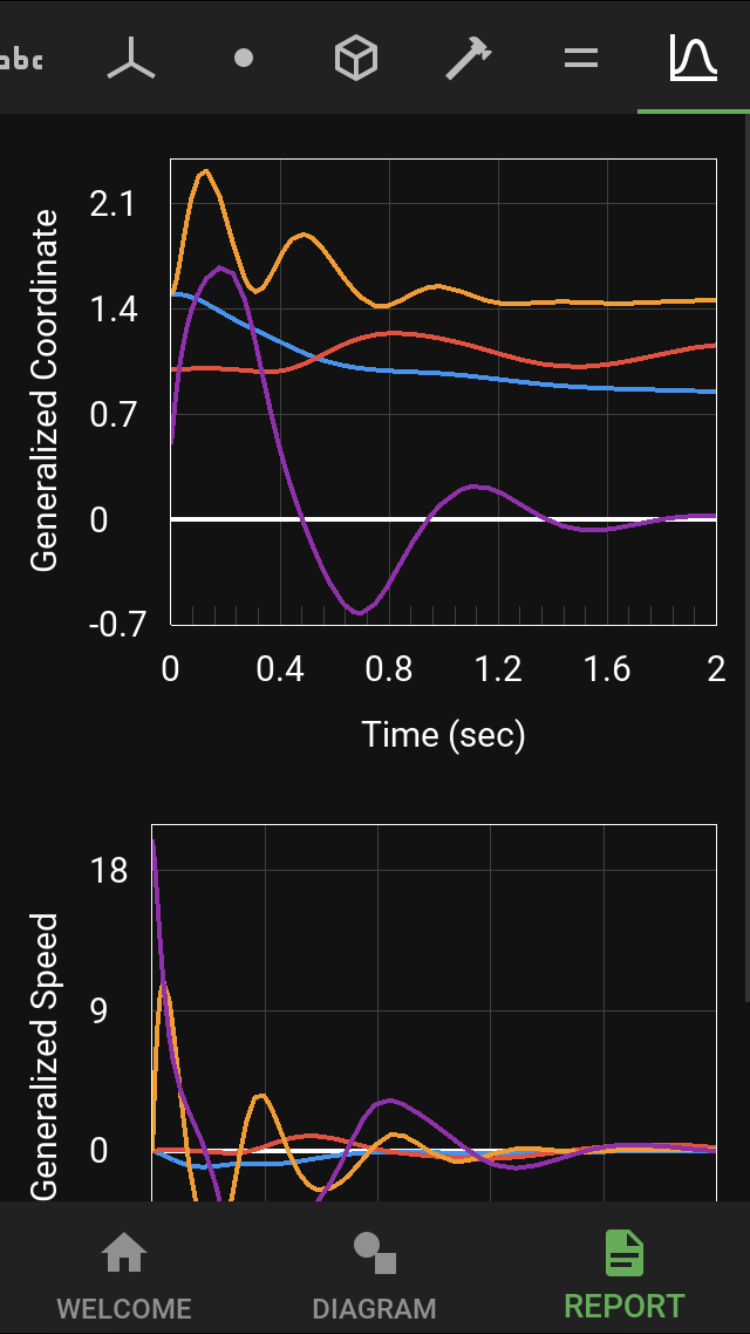 abc
Generalized Coordinate
2.1
1.4
0.7
0
-0.7
0 0.4 0.8 1.2 1.6 2
Time (sec)
Generalized Speed
18
9
0
WELCOME DIAGRAM REPORT